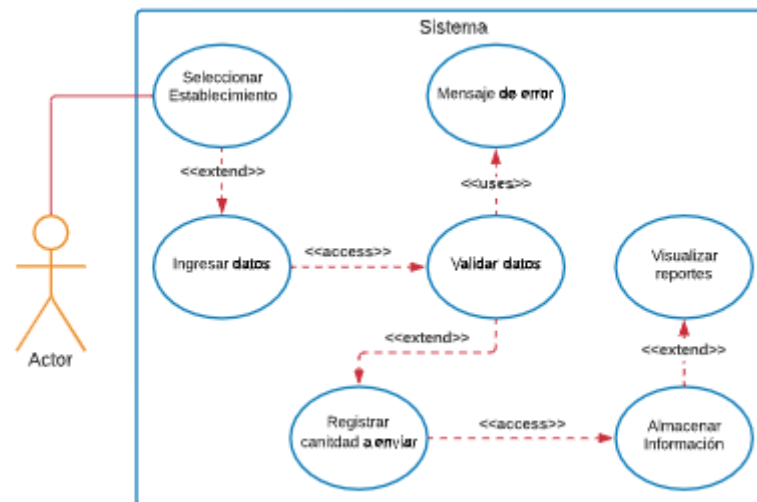 Sistema
Seleccionar
Establecimiento
Mensaje de error
<<extend>>
<<uses>>
Ingresar datos
<<access>>
Validar datos
Visualizar
reportes
Actor
<<extend>>
<<extend>>
Registrar
canitdad a enviar
<<access>>
Almacenar
Información